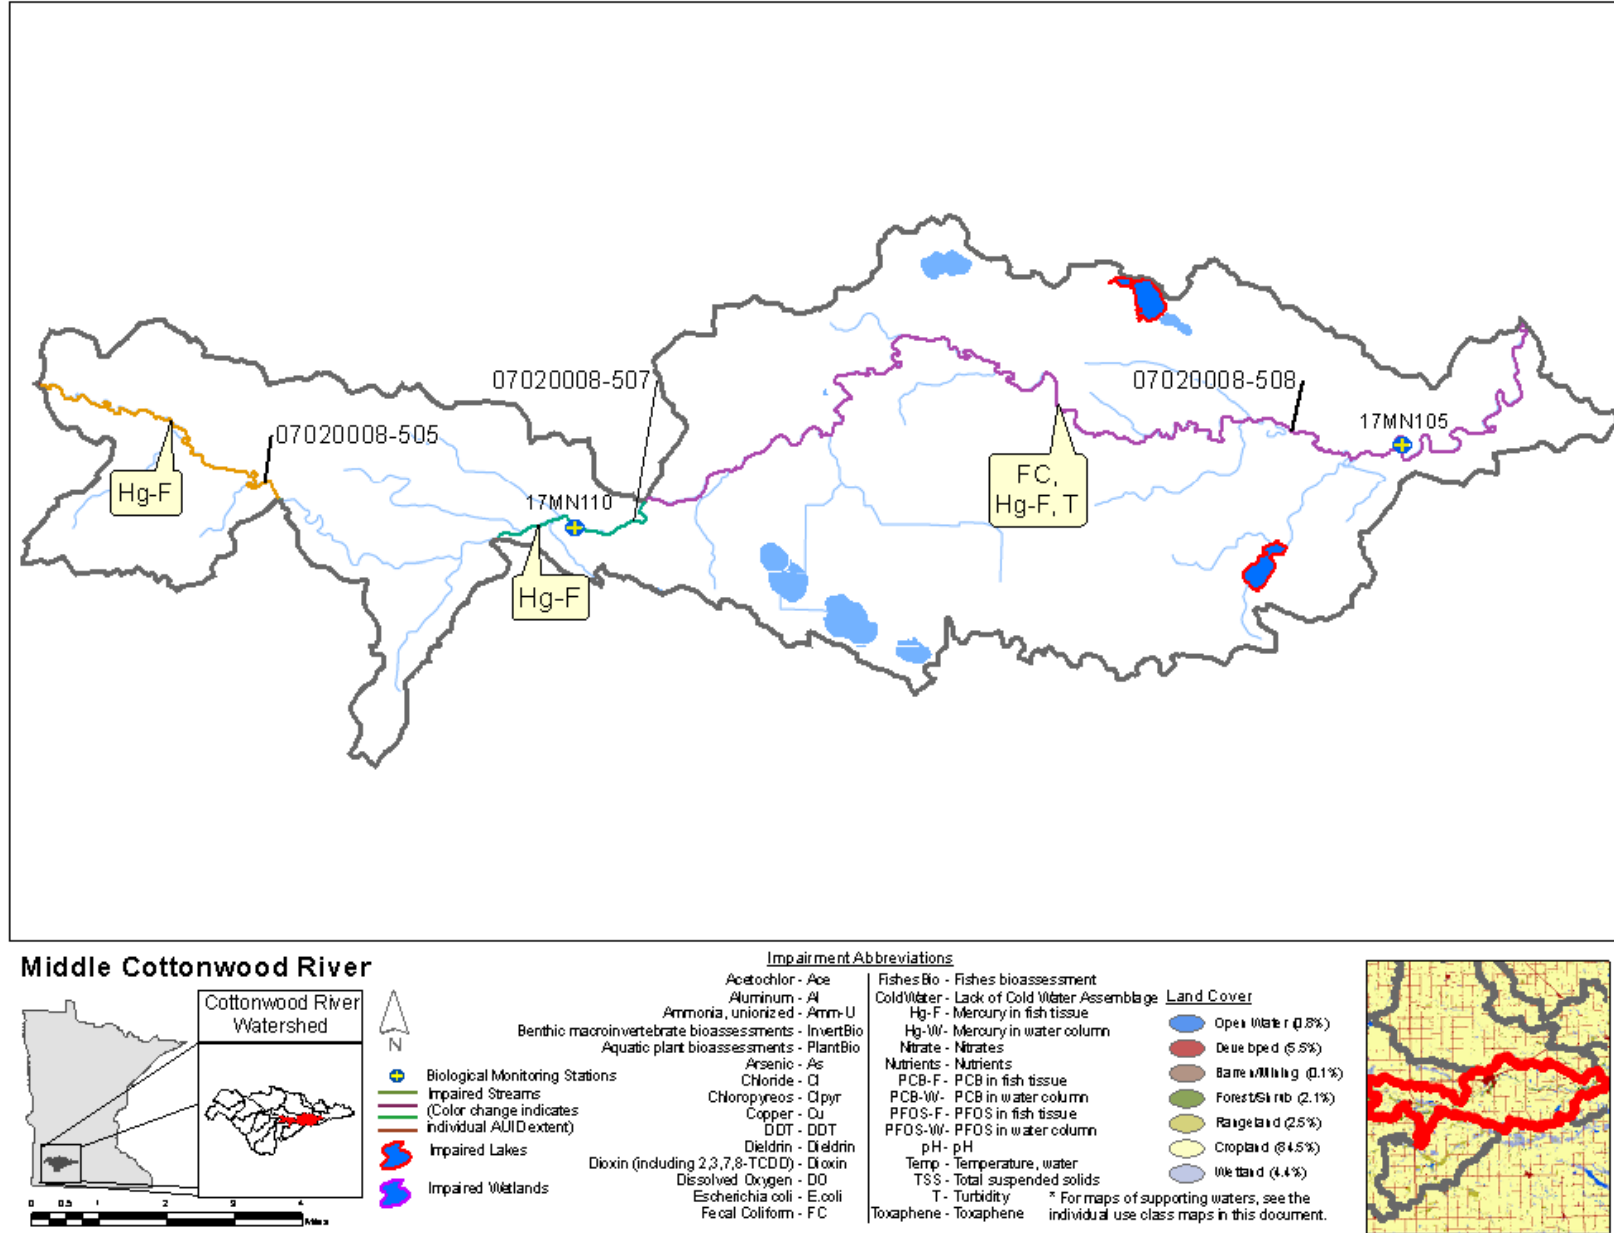 07020008-507
07020008-508
17MN105
07020008-505
Hg-F
17MN110
FC,
Hg-F, T
Hg-F
Middle Cottonwood River
Cottonwood River
Watershed
N
0 0.5 1 2 3 4
Miles
Biological Monitoring Stations
Impaired Streams
(Color change indicates
individual AUID extent)
Impaired Lakes
Impaired Wetlands
Impairment Abbreviations
Acetochlor - Ace
Aluminum - Al
Ammonia, unionized - Amm-U
Benthic macroinvertebrate bioassessments - InvertBio
Aquatic plant bioassessments - PlantBio
Arsenic - As
Chloride - Cl
Chloropyreos - Clpyr
Copper - Cu
DDT - DDT
Dieldrin - Dieldrin
Dioxin (including 2,3,7,8-TCDD) - Dioxin
Dissolved Oxygen - DO
Escherichia coli - E.coli
Fecal Coliform - FC
FishesBio - Fishes bioassessment
ColdWater - Lack of Cold Water Assemblage
Hg-F - Mercury in fish tissue
Hg-W - Mercury in water column
Nitrate - Nitrates
Nutrients - Nutrients
PCB-F - PCB in fish tissue
PCB-W - PCB in water column
PFOS-F - PFOS in fish tissue
PFOS-W - PFOS in water column
pH - pH
Temp - Temperature, water
TSS - Total suspended solids
T - Turbidity
Toxaphene - Toxaphene
Land Cover
Open Water (0.8%)
Developed (5.5%)
Barren/Mining (0.1%)
Forest/Shrub (2.1%)
Rangeland (2.5%)
Cropland (84.5%)
Wetland (4.4%)
* For maps of supporting waters, see the
individual use class maps in this document.